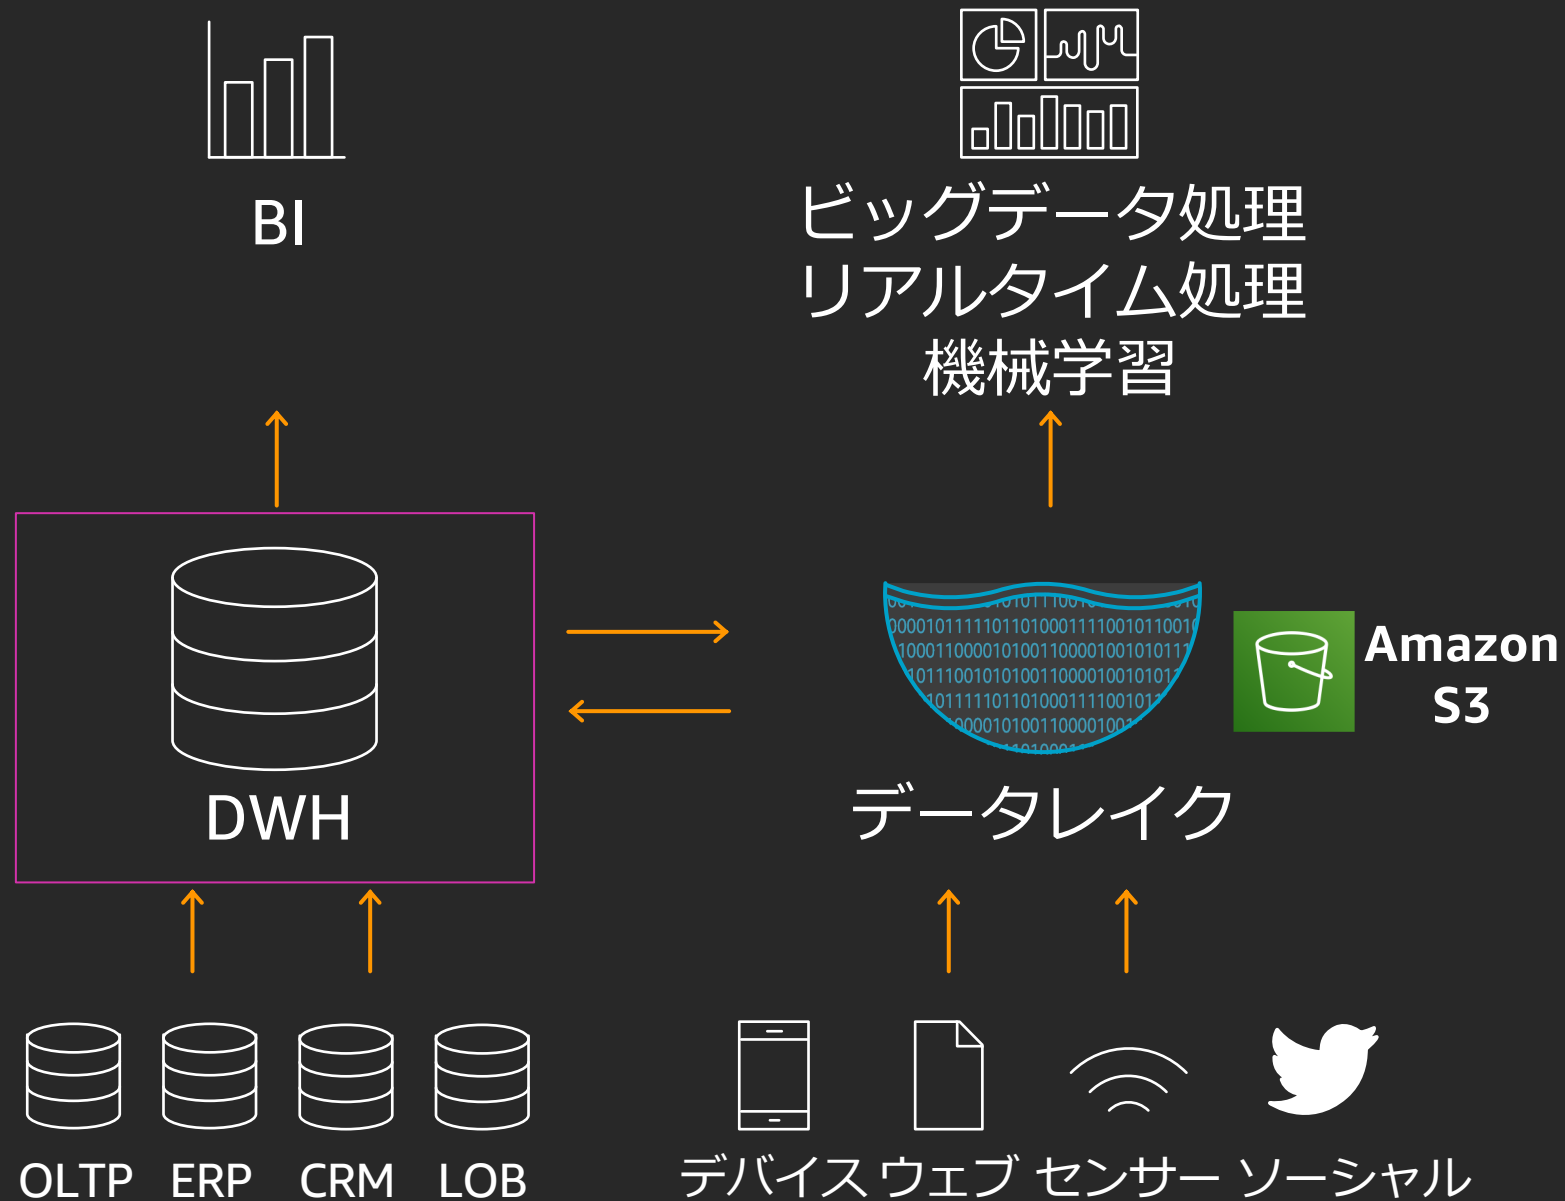 BI
ビッグデータ処理
リアルタイム処理
機械学習
DWH
データレイク
Amazon
S3
OLTP
ERP
CRM
LOB
デバイス
ウェブ
センサー
ソーシャル